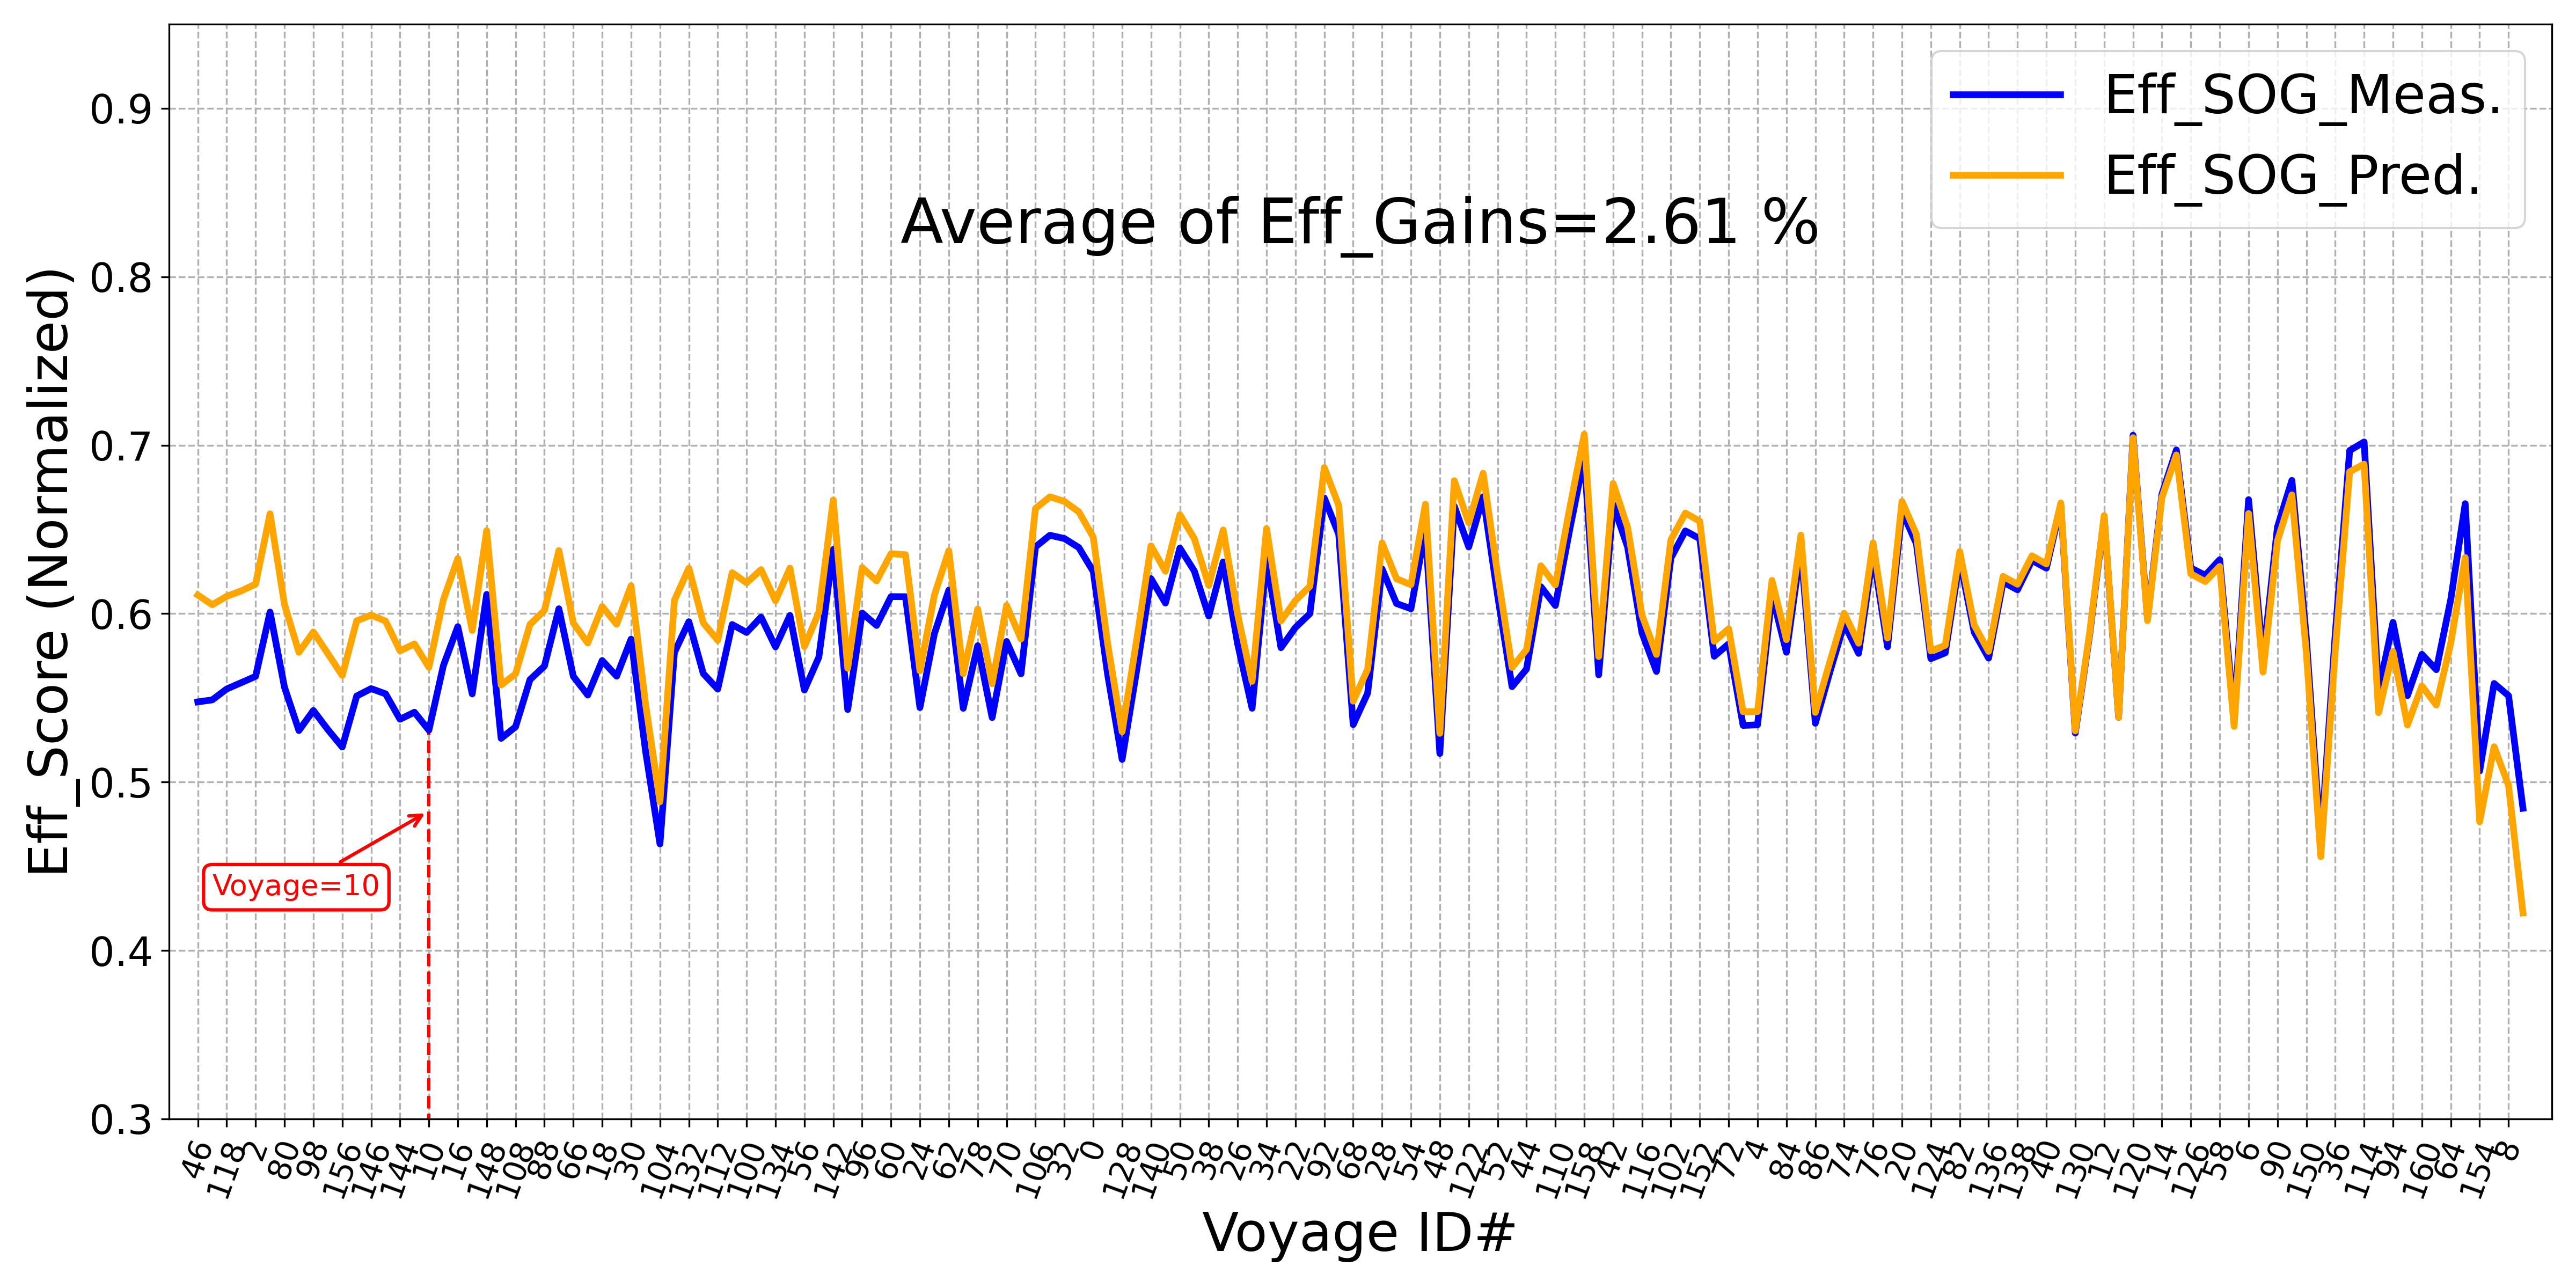 Eff_SOG_Meas.
Eff_SOG_Pred.
Average of Eff_Gains=2.61 %
Eff_Score (Normalized)
0.9
0.8
0.7
0.6
0.5
0.4
0.3
Voyage=10
46 118 2 80 98 156 146 144 10 16 148 108 88 66 18 30 104 132 112 100 134 56 142 96 60 24 62 78 70 106 32 0 128 140 50 38 26 34 22 92 68 28 54 48 122 52 44 110 158 42 116 102 152 72 4 84 86 74 76 20 124 82 136 138 40 130 12 120 14 126 58 6 90 150 36 114 94 160 64 154 8
Voyage ID#